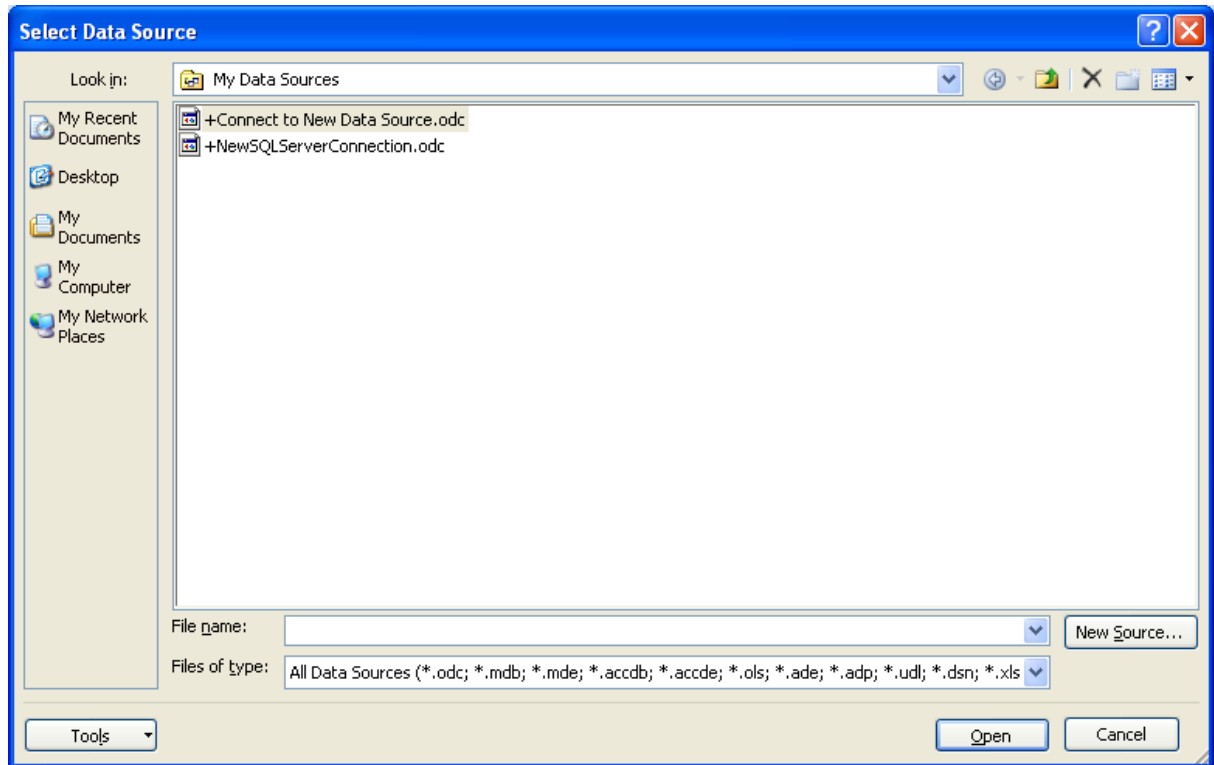 Select Data Source
Look in:
My Data Sources
My Recent
Documents
Desktop
My
Documents
My
Computer
My Network
Places
+Connect to New Data Source.odc
+NewSQLServerConnection.odc
File name:
New Source...
Files of type:
All Data Sources (*.odc; *.mdb; *.mde; *.accdb; *.accde; *.ols; *.ade; *.adp; *.udl; *.dsn; *.xls
Tools
Open
Cancel